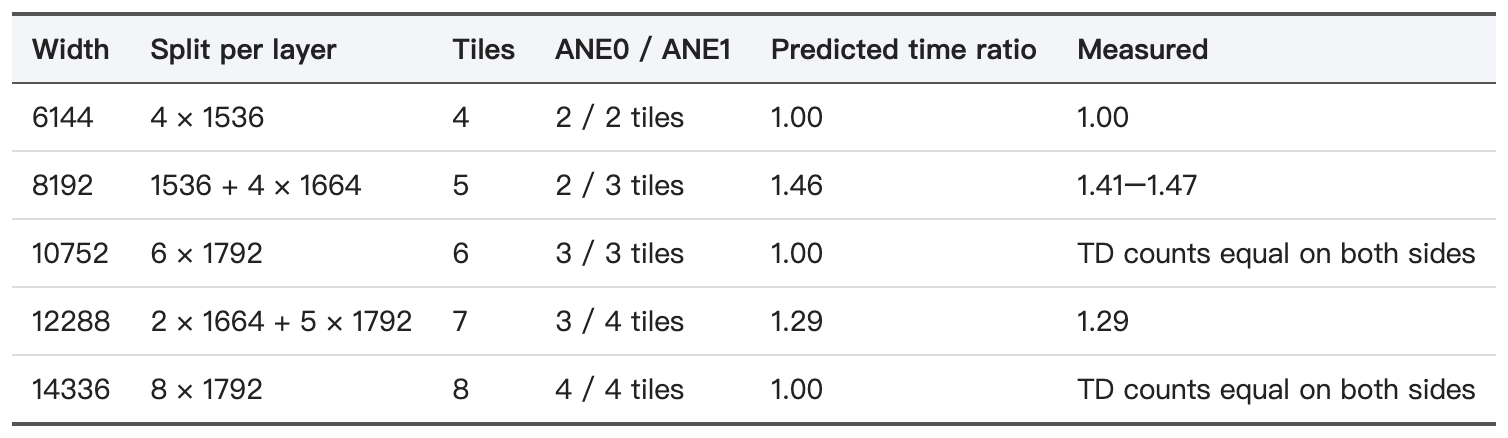 Width Split per layer Tiles ANE0 / ANE1 Predicted time ratio Measured
6144 4 × 1536 4 2 / 2 tiles 1.00 1.00
8192 1536 + 4 × 1664 5 2 / 3 tiles 1.46 1.41–1.47
10752 6 × 1792 6 3 / 3 tiles 1.00 TD counts equal on both sides
12288 2 × 1664 + 5 × 1792 7 3 / 4 tiles 1.29 1.29
14336 8 × 1792 8 4 / 4 tiles 1.00 TD counts equal on both sides